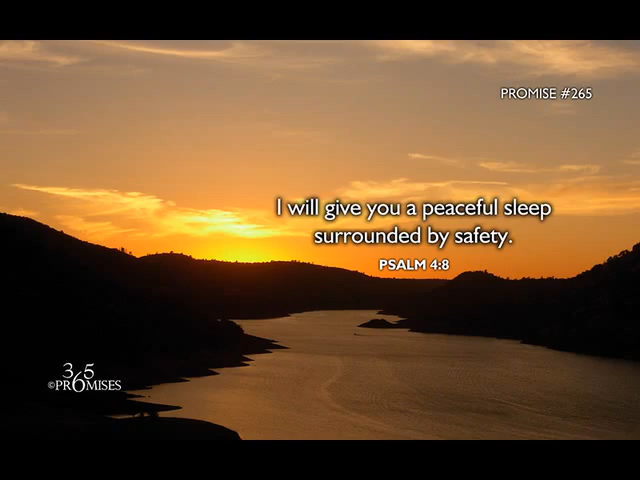 PROMISE #265
I will give you a peaceful sleep
surrounded by safety.
PSALM 4:8
365
©PROMISES